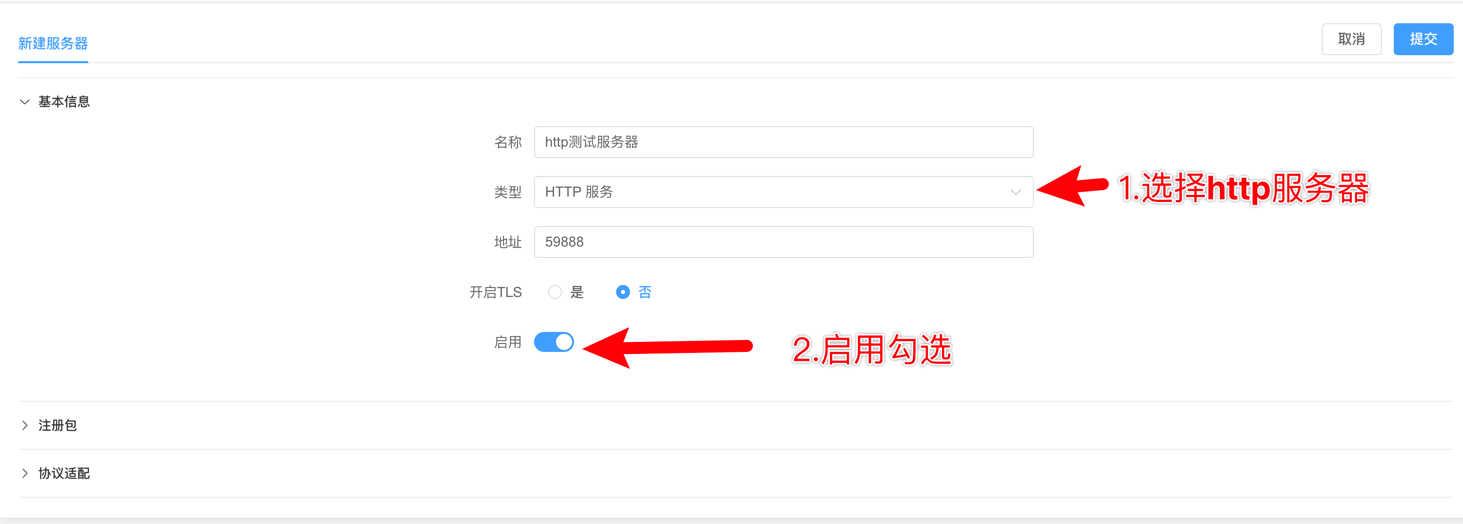 新建服务器
取消 提交
基本信息
名称 http测试服务器
类型 HTTP 服务
1.选择http服务器
地址 59888
开启TLS 是 否
启用
2.启用勾选
注册包
协议适配